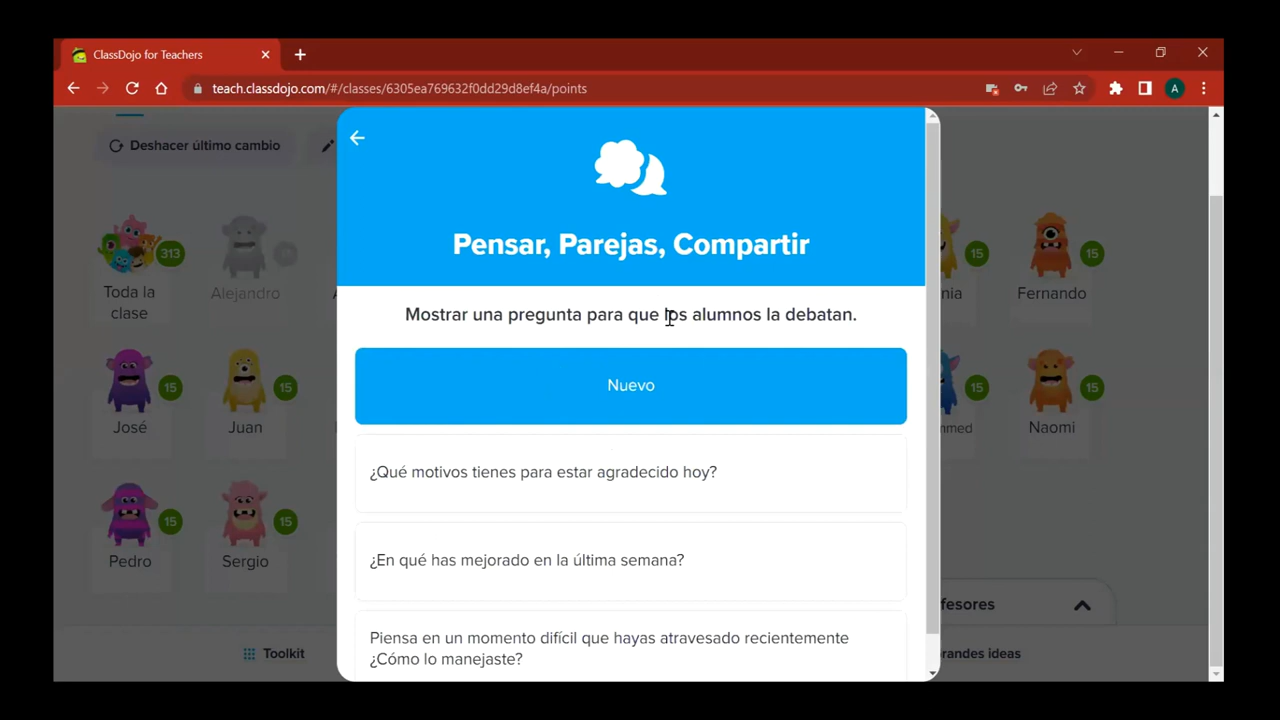 ClassDojo for Teachers
teach.classdojo.com/#/classes/6305ea769632f0dd29d8ef4a/points
A
Deshacer último cambio
Pensar, Parejas, Compartir
Mostrar una pregunta para que los alumnos la debatan.
Nuevo
¿Qué motivos tienes para estar agradecido hoy?
¿En qué has mejorado en la última semana?
Piensa en un momento difícil que hayas atravesado recientemente
¿Cómo lo manejaste?
313
Toda la
clase
Alejandro
15
nia
15
Fernando
15
José
15
Juan
15
mmed
15
Naomi
15
Pedro
15
Sergio
fesores
Toolkit
randes ideas